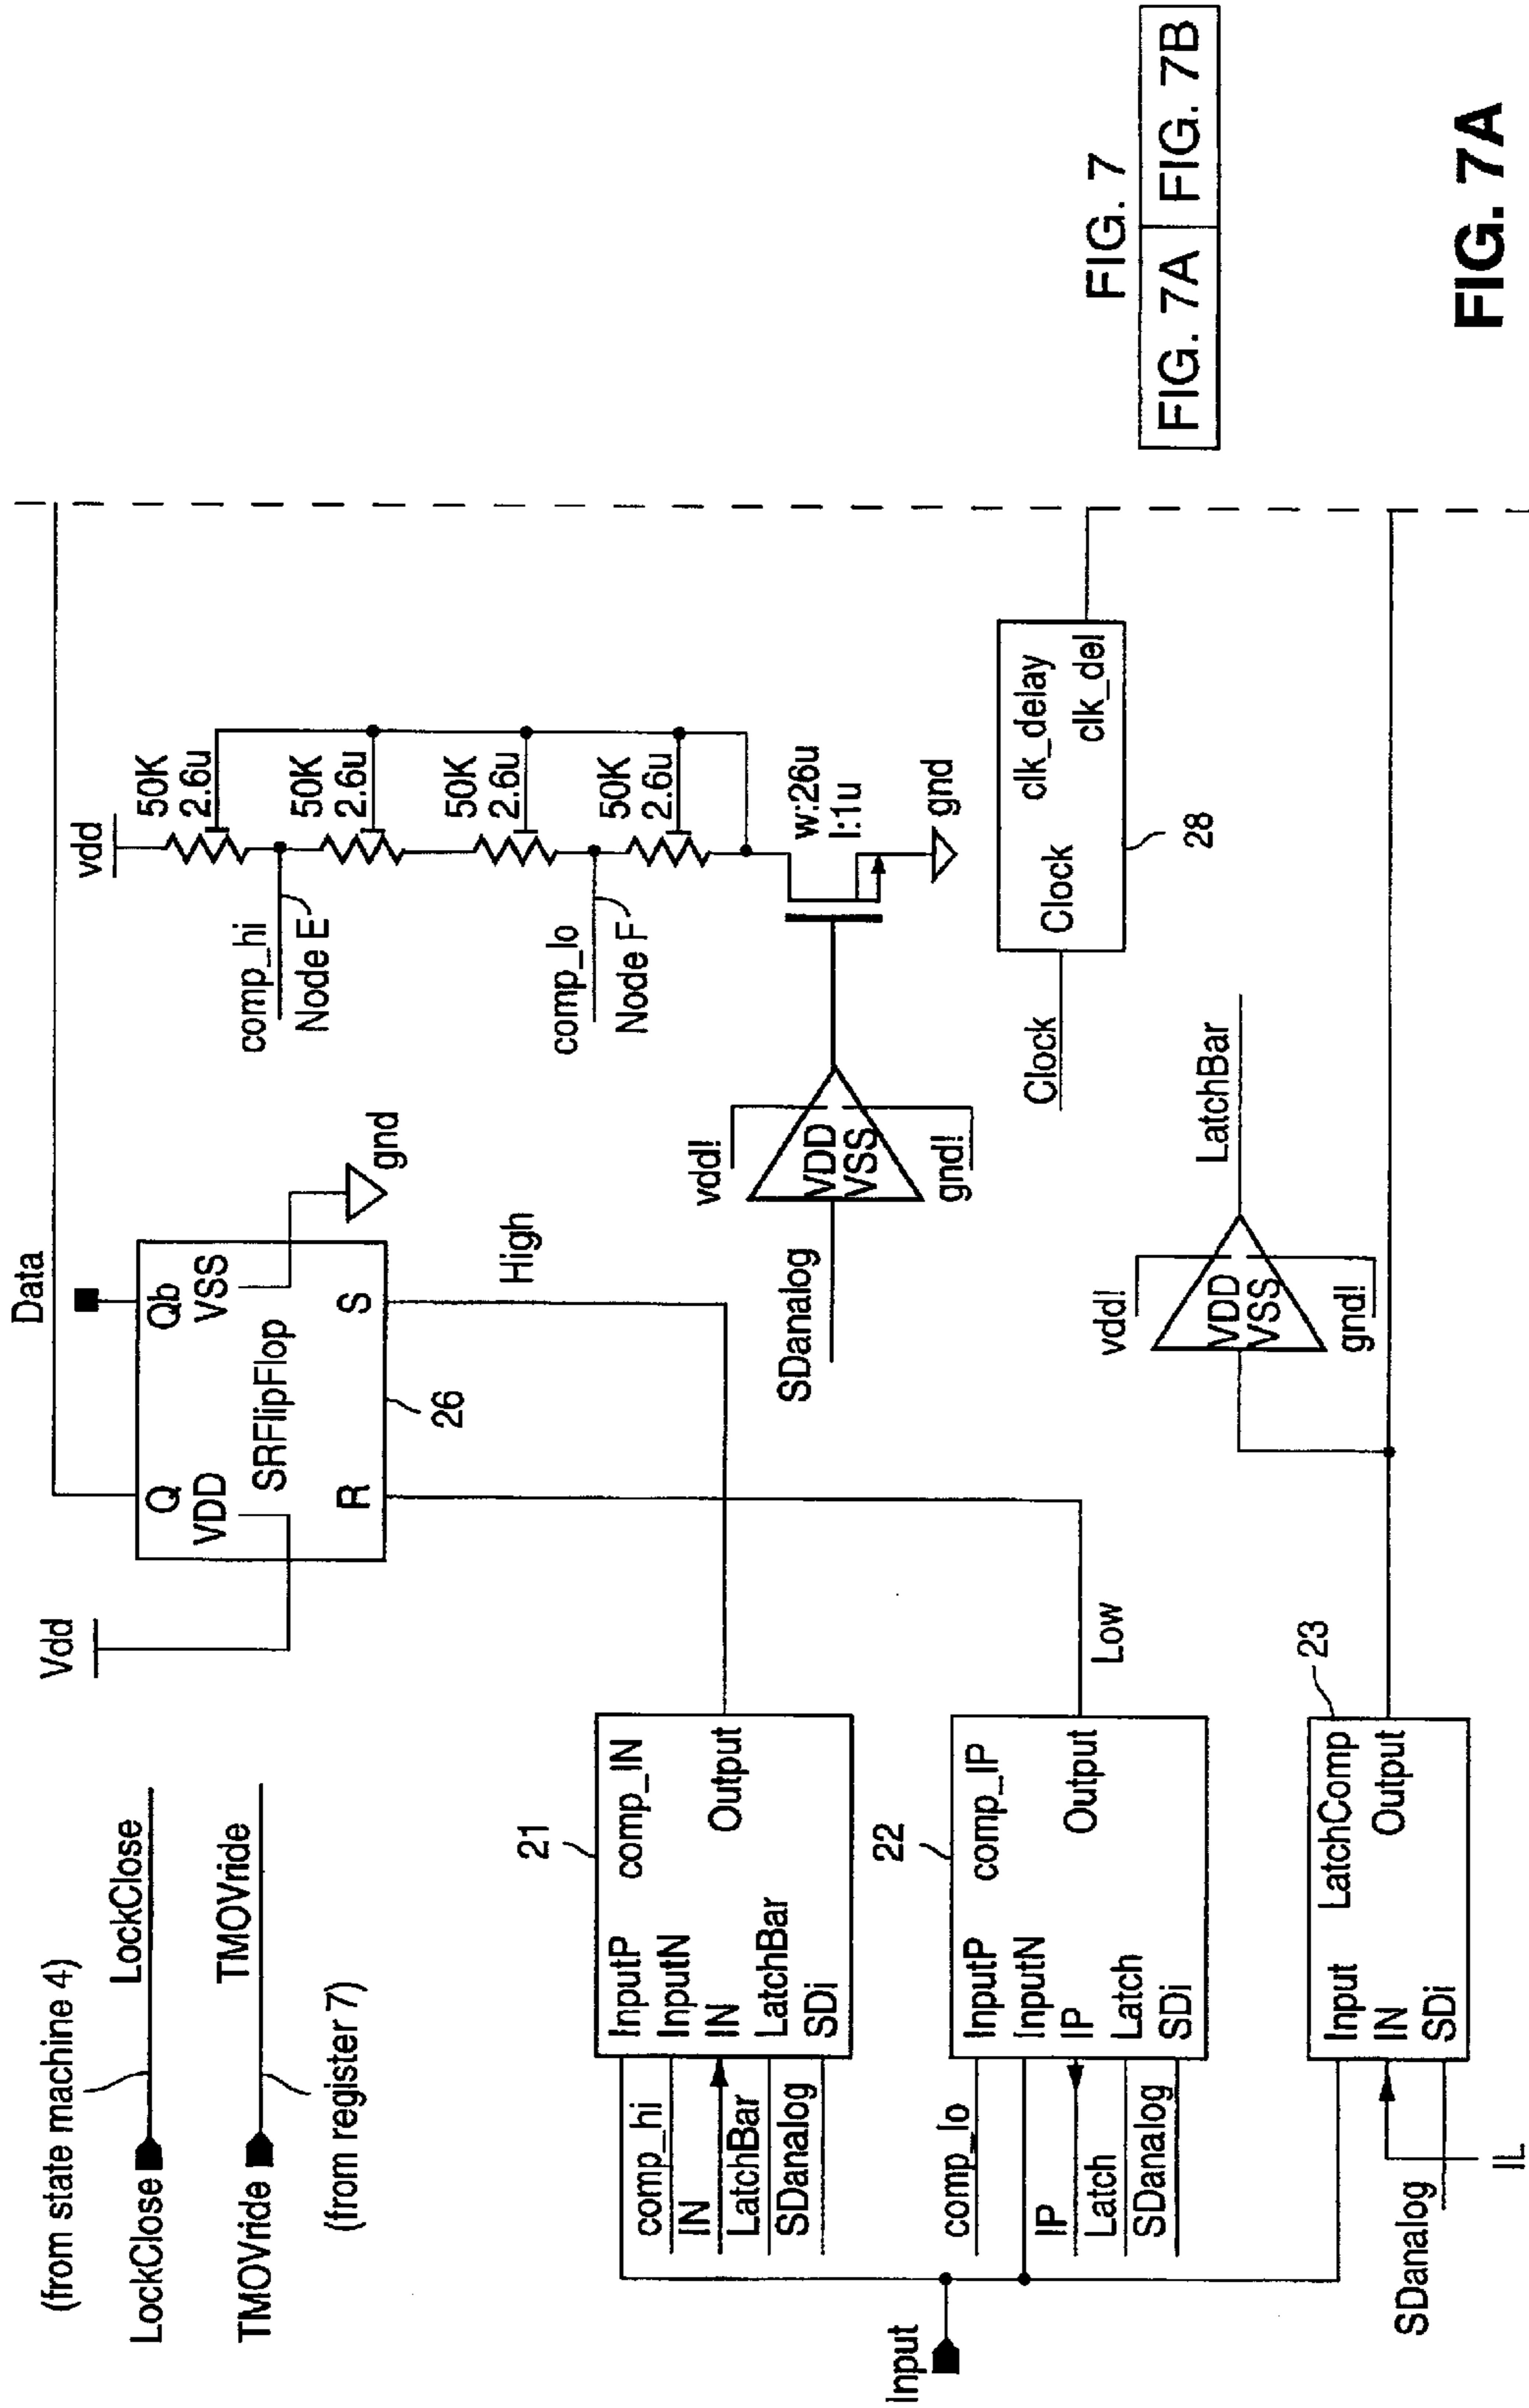 (from state machine 4)
LockClose
LockClose
TMOVride
TMOVride
(from register 7)
Vdd
Data
Q
Qb
VDD
VSS
SRFlipFlop
R
S
26
gnd
High
vdd
50K
2.6u
comp_hi
Node E
50K
2.6u
50K
2.6u
comp_lo
Node F
50K
2.6u
w:26u
l:1u
gnd
SDanalog
vdd!
VDD
VSS
gnd!
21
comp_hi
IN
LatchBar
SDanalog
InputP
comp_IN
InputN
IN
Output
LatchBar
SDi
Input
22
comp_lo
IP
Latch
SDanalog
InputP
comp_IP
InputN
IP
Output
Latch
SDi
Low
23
Input
LatchComp
IN
Output
SDi
SDanalog
IL
vdd!
VDD
VSS
gnd!
LatchBar
Clock
Clock
clk_delay
clk_del
28
FIG. 7
FIG. 7A
FIG. 7B
FIG. 7A